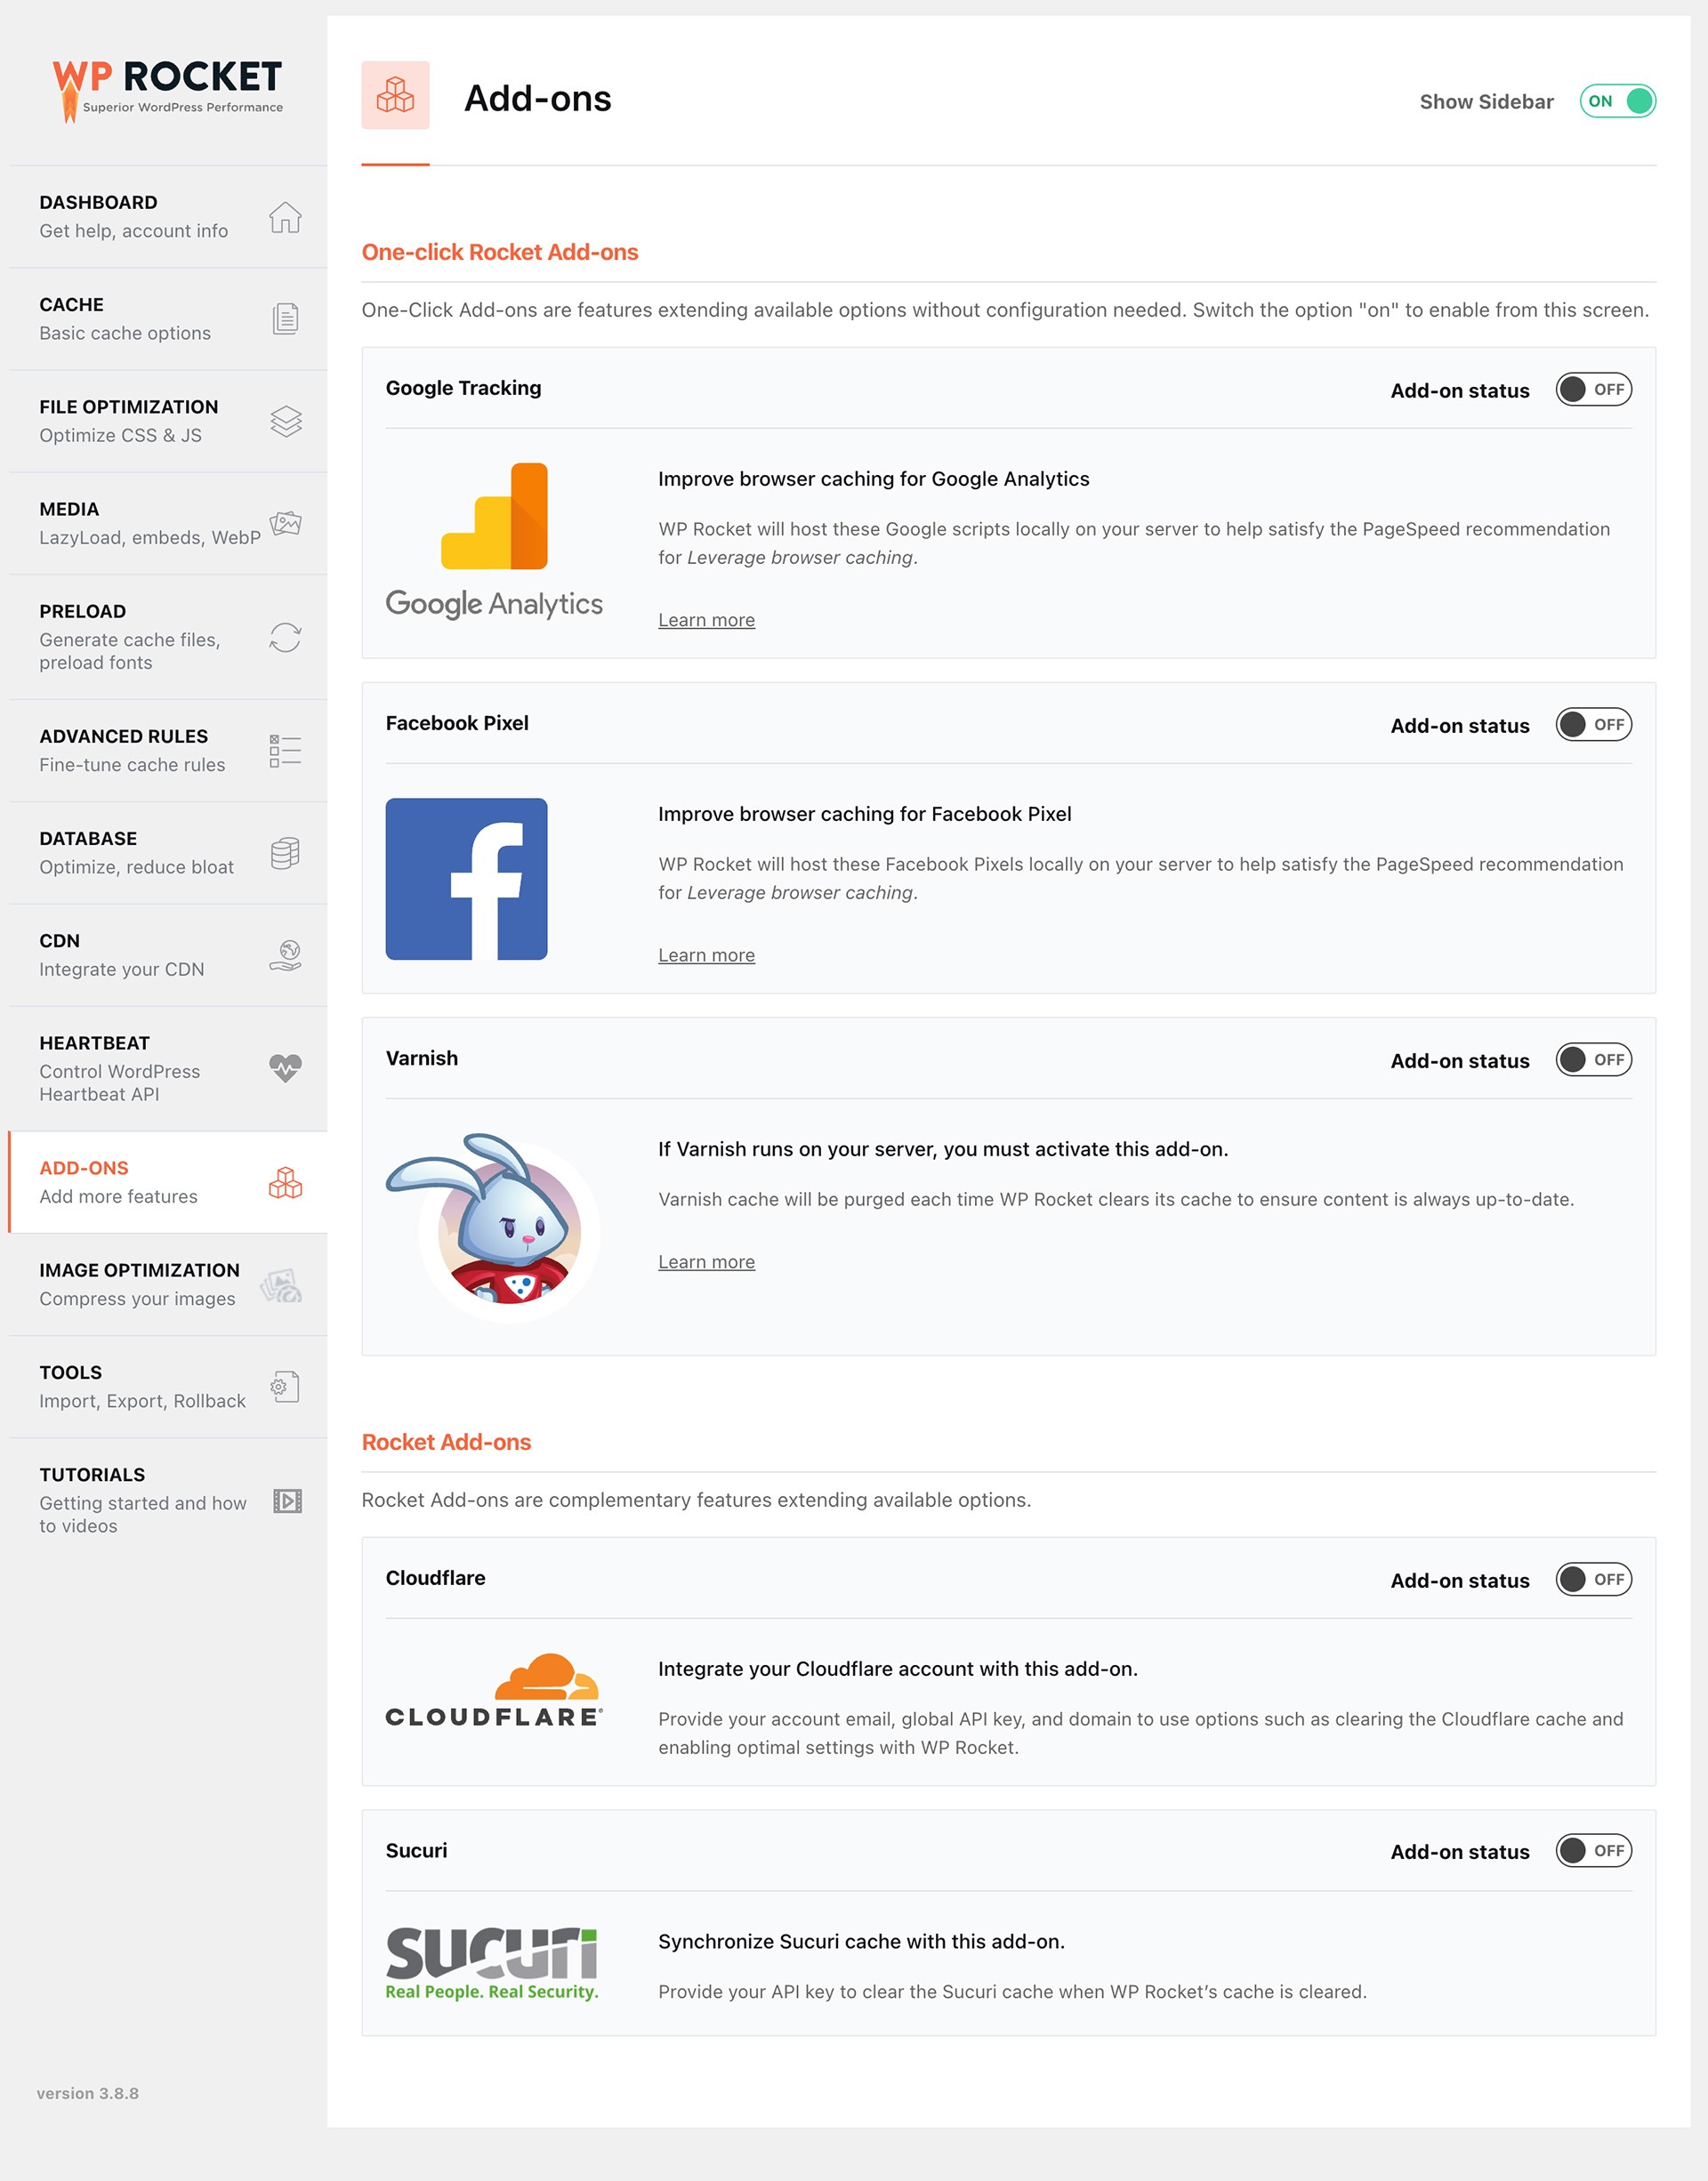 WP ROCKET
Superior WordPress Performance
DASHBOARD
Get help, account info
CACHE
Basic cache options
FILE OPTIMIZATION
Optimize CSS & JS
MEDIA
LazyLoad, embeds, WebP
PRELOAD
Generate cache files,
preload fonts
ADVANCED RULES
Fine-tune cache rules
DATABASE
Optimize, reduce bloat
CDN
Integrate your CDN
HEARTBEAT
Control WordPress
Heartbeat API
ADD-ONS
Add more features
IMAGE OPTIMIZATION
Compress your images
TOOLS
Import, Export, Rollback
TUTORIALS
Getting started and how
to videos
version 3.8.8
Add-ons
Show Sidebar ON
One-click Rocket Add-ons
One-Click Add-ons are features extending available options without configuration needed. Switch the option "on" to enable from this screen.
Google Tracking
Add-on status OFF
Google Analytics
Improve browser caching for Google Analytics
WP Rocket will host these Google scripts locally on your server to help satisfy the PageSpeed recommendation
for Leverage browser caching.
Learn more
Facebook Pixel
Add-on status OFF
f
Improve browser caching for Facebook Pixel
WP Rocket will host these Facebook Pixels locally on your server to help satisfy the PageSpeed recommendation
for Leverage browser caching.
Learn more
Varnish
Add-on status OFF
If Varnish runs on your server, you must activate this add-on.
Varnish cache will be purged each time WP Rocket clears its cache to ensure content is always up-to-date.
Learn more
Rocket Add-ons
Rocket Add-ons are complementary features extending available options.
Cloudflare
Add-on status OFF
CLOUDFLARE®
Integrate your Cloudflare account with this add-on.
Provide your account email, global API key, and domain to use options such as clearing the Cloudflare cache and
enabling optimal settings with WP Rocket.
Sucuri
Add-on status OFF
sucuri
Real People. Real Security.
Synchronize Sucuri cache with this add-on.
Provide your API key to clear the Sucuri cache when WP Rocket’s cache is cleared.